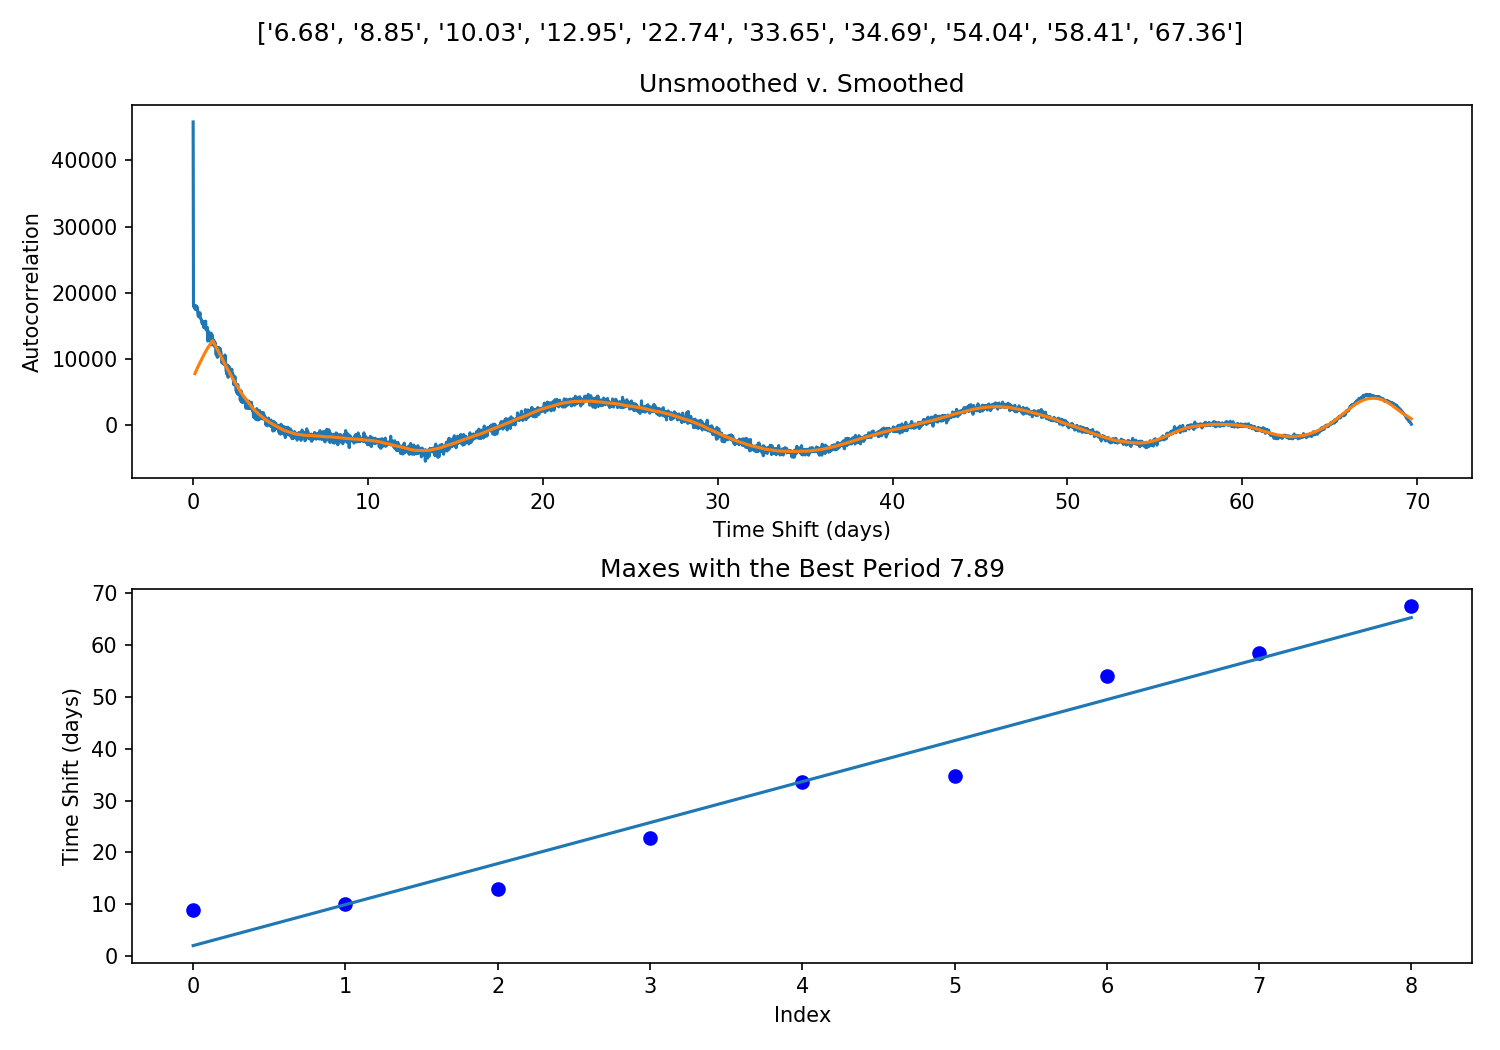 ['6.68', '8.85', '10.03', '12.95', '22.74', '33.65', '34.69', '54.04', '58.41', '67.36']
Unsmoothed v. Smoothed
Autocorrelation
40000
30000
20000
10000
0
0 10 20 30 40 50 60 70
Time Shift (days)
Maxes with the Best Period 7.89
Time Shift (days)
70
60
50
40
30
20
10
0
0 1 2 3 4 5 6 7 8
Index